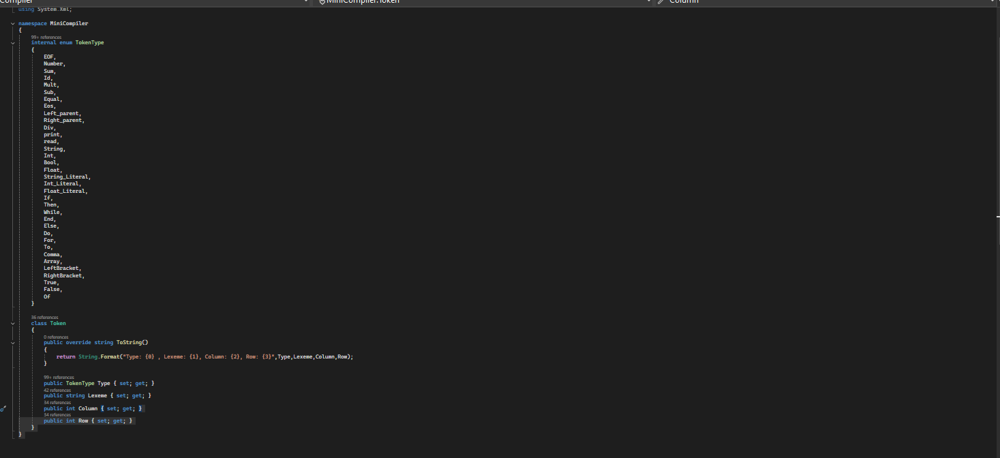 Compiler MiniCompiler.Token Column
using System.Xml;
namespace MiniCompiler
{
99+ references
internal enum TokenType
{
EOF,
Number,
Sum,
Id,
Mult,
Sub,
Equal,
Eos,
Left_parent,
Right_parent,
Div,
print,
read,
String,
Int,
Bool,
Float,
String_Literal,
Int_Literal,
Float_Literal,
If,
Then,
While,
End,
Else,
Do,
For,
To,
Comma,
Array,
LeftBracket,
RightBracket,
True,
False,
Of
}
36 references
class Token
{
0 references
public override string ToString()
{
return String.Format("Type: {0} , Lexeme: {1}, Column: {2}, Row: {3}",Type,Lexeme,Column,Row);
}
99+ references
public TokenType Type { set; get; }
42 references
public string Lexeme { set; get; }
34 references
public int Column { set; get; }
34 references
public int Row { set; get; }
}
}